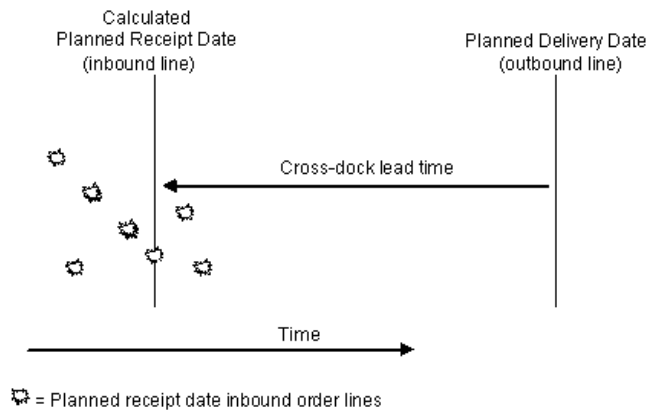 Calculated
Planned Receipt Date
(inbound line)
Planned Delivery Date
(outbound line)
Cross-dock lead time
Time
= Planned receipt date inbound order lines